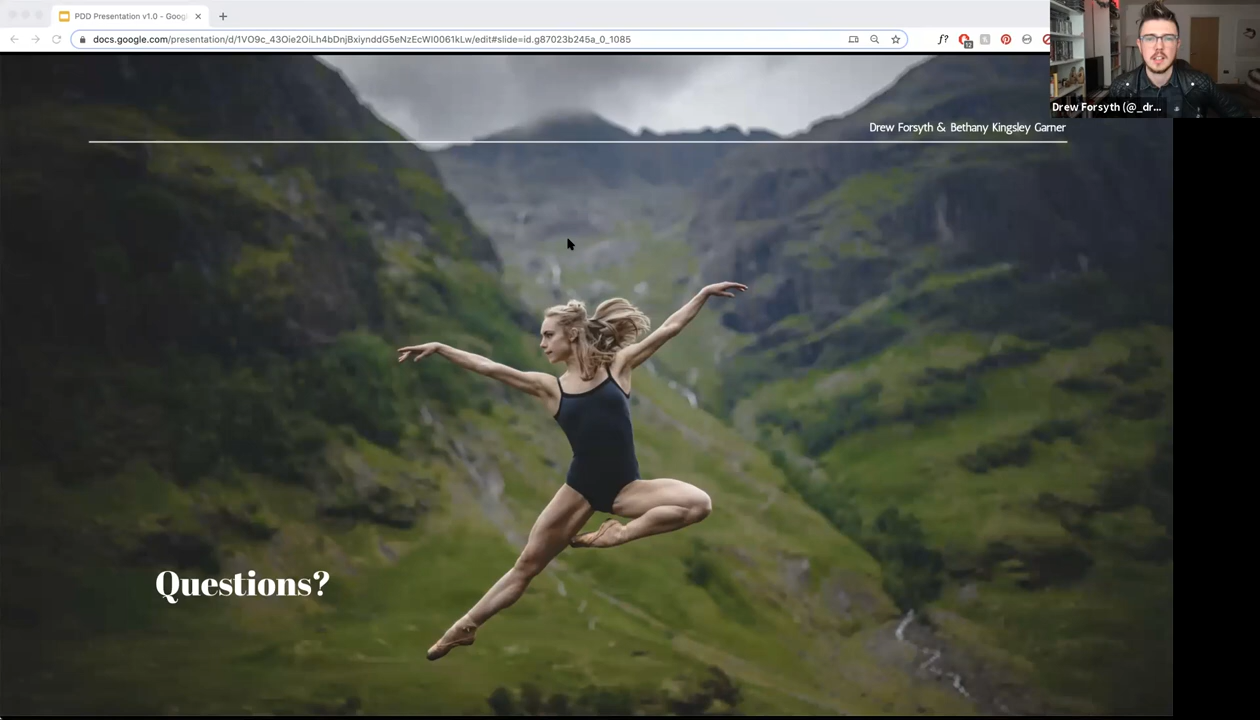 PDD Presentation v1.0 - Goog
docs.google.com/presentation/d/1VO9c_43Oie2OiLh4bDnjBxiynddG5eNzEcWI0061kLw/edit#slide=id.g87023b245a_0_1085
f?
12
Drew Forsyth (@_dr...
Drew Forsyth & Bethany Kingsley Garner
Questions?